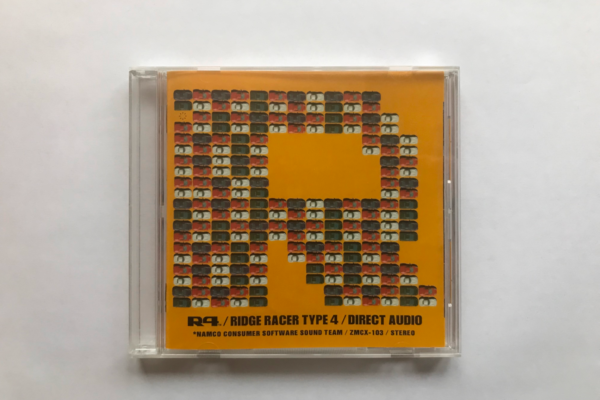 R4. / RIDGE RACER TYPE 4 / DIRECT AUDIO
*NAMCO CONSUMER SOFTWARE SOUND TEAM / ZMCX-103 / STEREO